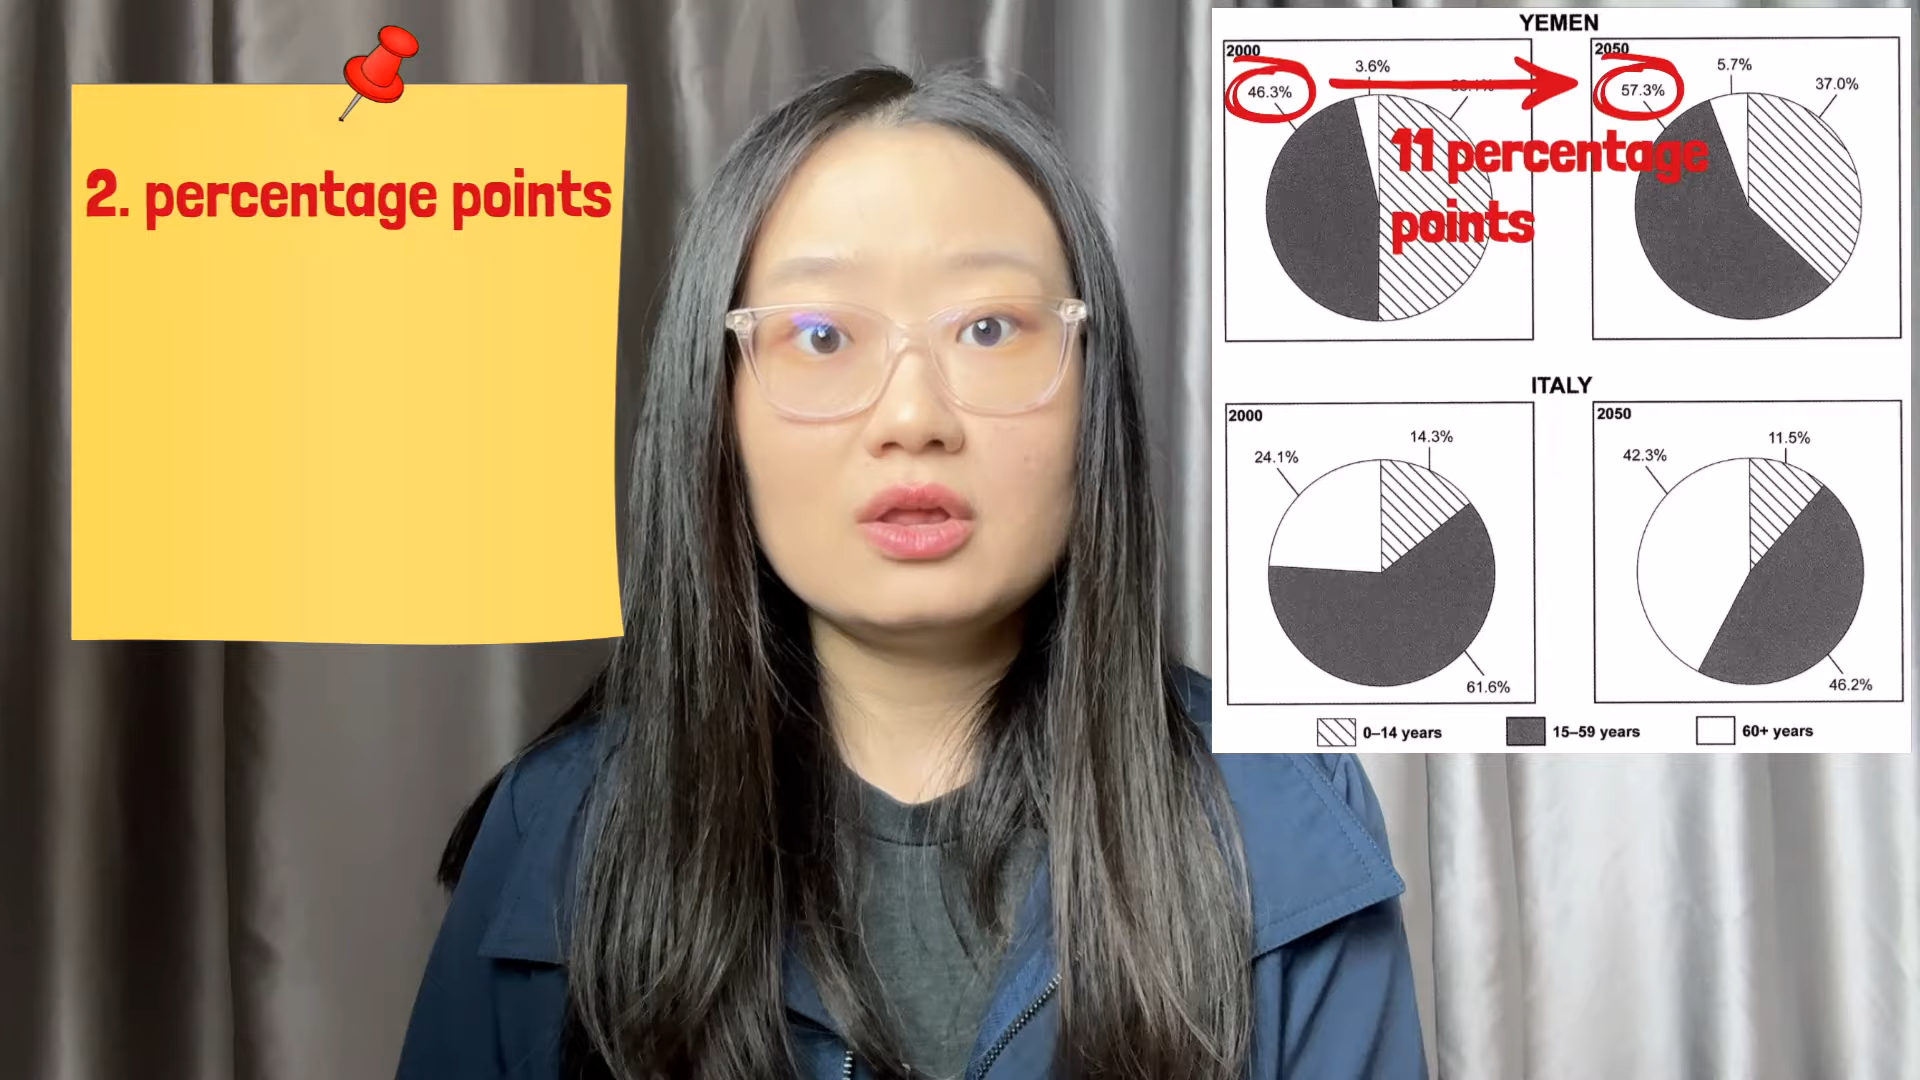 2. percentage points
YEMEN
2000
46.3%
3.6%
2050
57.3%
5.7%
37.0%
11 percentage
points
ITALY
2000
24.1%
14.3%
61.6%
2050
42.3%
11.5%
46.2%
0–14 years
15–59 years
60+ years